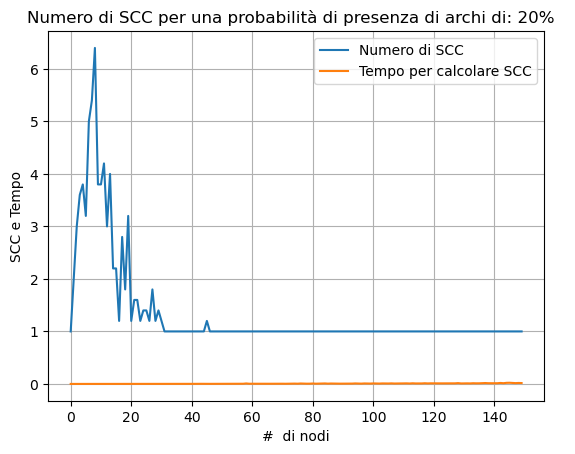 Numero di SCC per una probabilità di presenza di archi di: 20%
Numero di SCC
Tempo per calcolare SCC
SCC e Tempo
6
5
4
3
2
1
0
0 20 40 60 80 100 120 140
#  di nodi